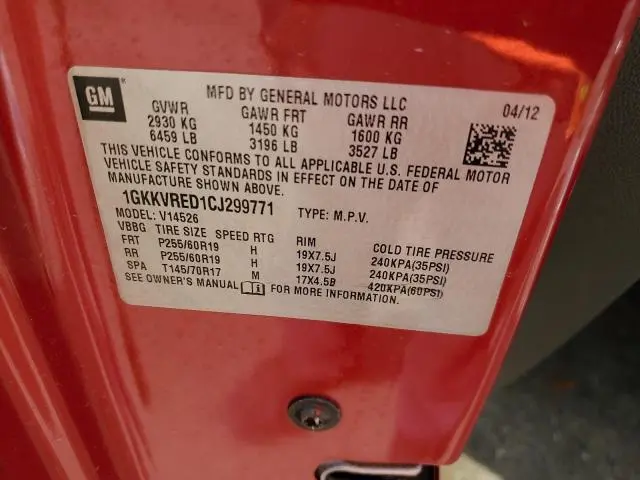 GM
MFD BY GENERAL MOTORS LLC 04/12
GVWR GAWR FRT GAWR RR
2930 KG 1450 KG 1600 KG
6459 LB 3196 LB 3527 LB
THIS VEHICLE CONFORMS TO ALL APPLICABLE U.S. FEDERAL MOTOR
VEHICLE SAFETY STANDARDS IN EFFECT ON THE DATE OF
MANUFACTURE SHOWN ABOVE.
1GKKVRED1CJ299771 TYPE: M.P.V.
MODEL: V14526
VBBG TIRE SIZE SPEED RTG RIM COLD TIRE PRESSURE
FRT P255/60R19 H 19X7.5J 240KPA(35PSI)
RR P255/60R19 H 19X7.5J 240KPA(35PSI)
SPA T145/70R17 M 17X4.5B 420KPA(60PSI)
SEE OWNER'S MANUAL FOR MORE INFORMATION.